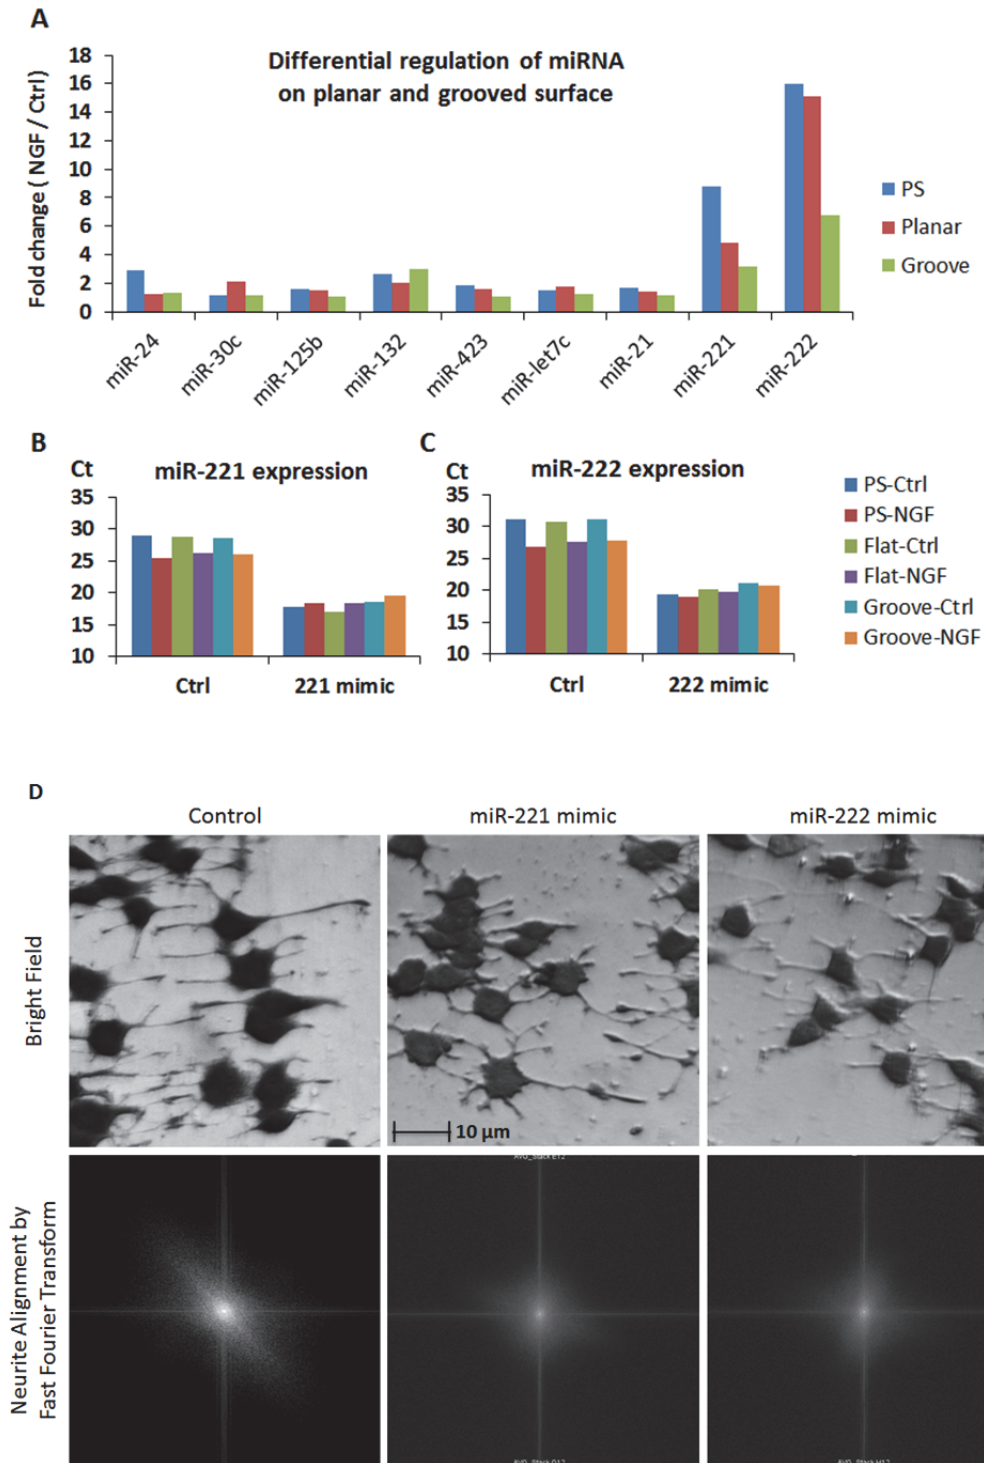 A
Differential regulation of miRNA
on planar and grooved surface
Fold change ( NGF / Ctrl)
18
16
14
12
10
8
6
4
2
0
PS
Planar
Groove
miR-24
miR-30c
miR-125b
miR-132
miR-423
miR-let7c
miR-21
miR-221
miR-222
B
Ct
miR-221 expression
35
30
25
20
15
10
Ctrl
221 mimic
C
Ct
miR-222 expression
35
30
25
20
15
10
Ctrl
222 mimic
PS-Ctrl
PS-NGF
Flat-Ctrl
Flat-NGF
Groove-Ctrl
Groove-NGF
D
Control
miR-221 mimic
miR-222 mimic
Bright Field
10 µm
Neurite Alignment by
Fast Fourier Transform
AVG_Stack E12